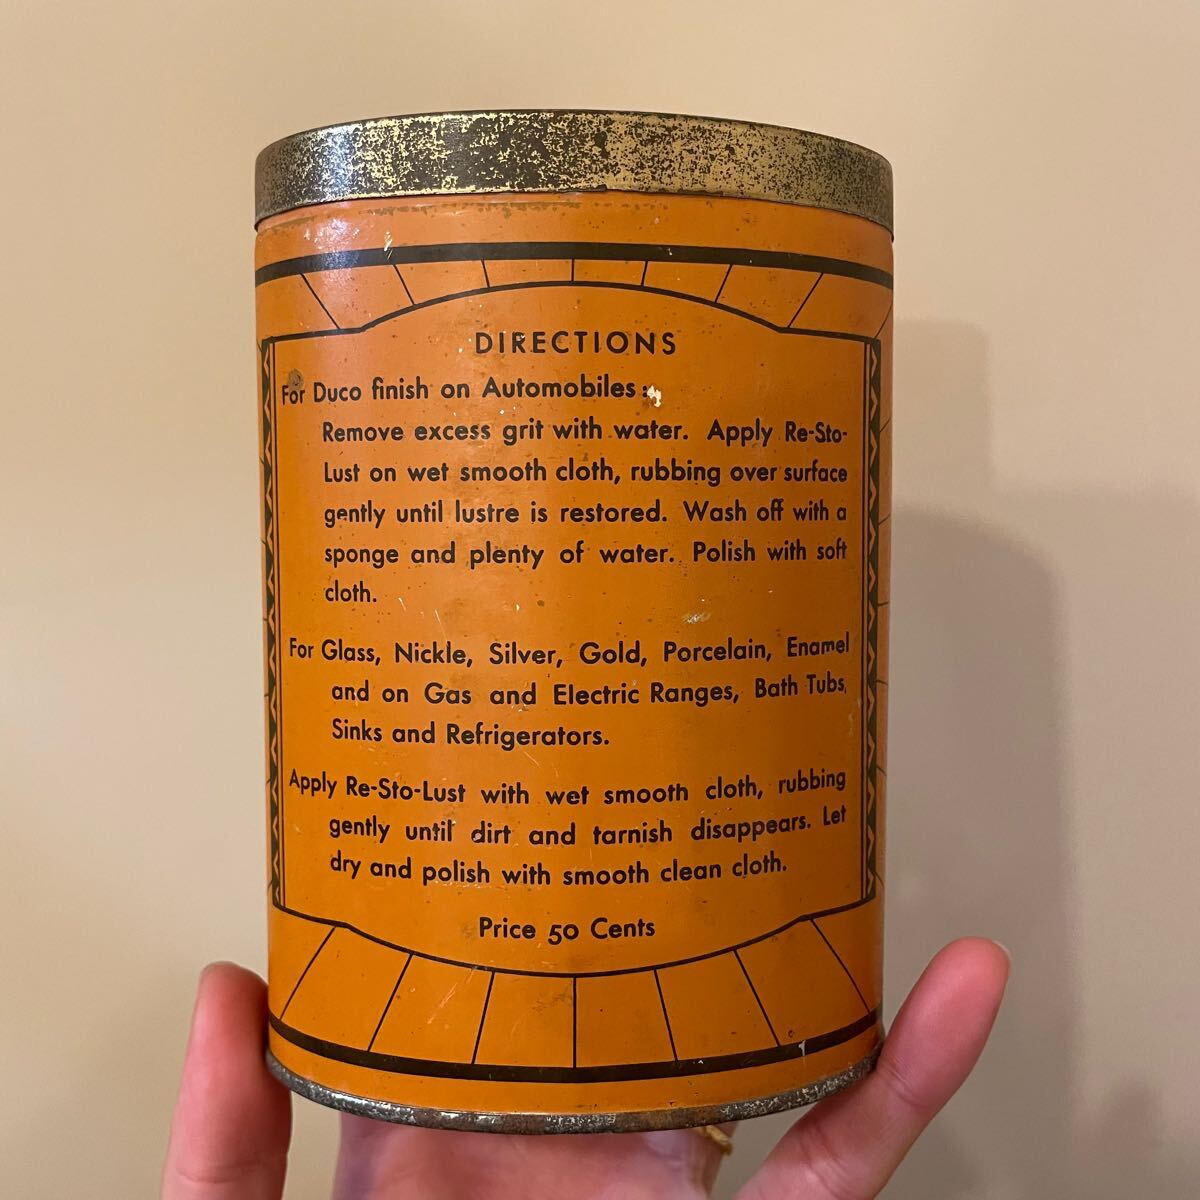 DIRECTIONS
For Duco finish on Automobiles:
Remove excess grit with water. Apply Re-Sto-
Lust on wet smooth cloth, rubbing over surface
gently until lustre is restored. Wash off with a
sponge and plenty of water. Polish with soft
cloth.
For Glass, Nickle, Silver, Gold, Porcelain, Enamel
and on Gas and Electric Ranges, Bath Tubs,
Sinks and Refrigerators.
Apply Re-Sto-Lust with wet smooth cloth, rubbing
gently until dirt and tarnish disappears. Let
dry and polish with smooth clean cloth.
Price 50 Cents